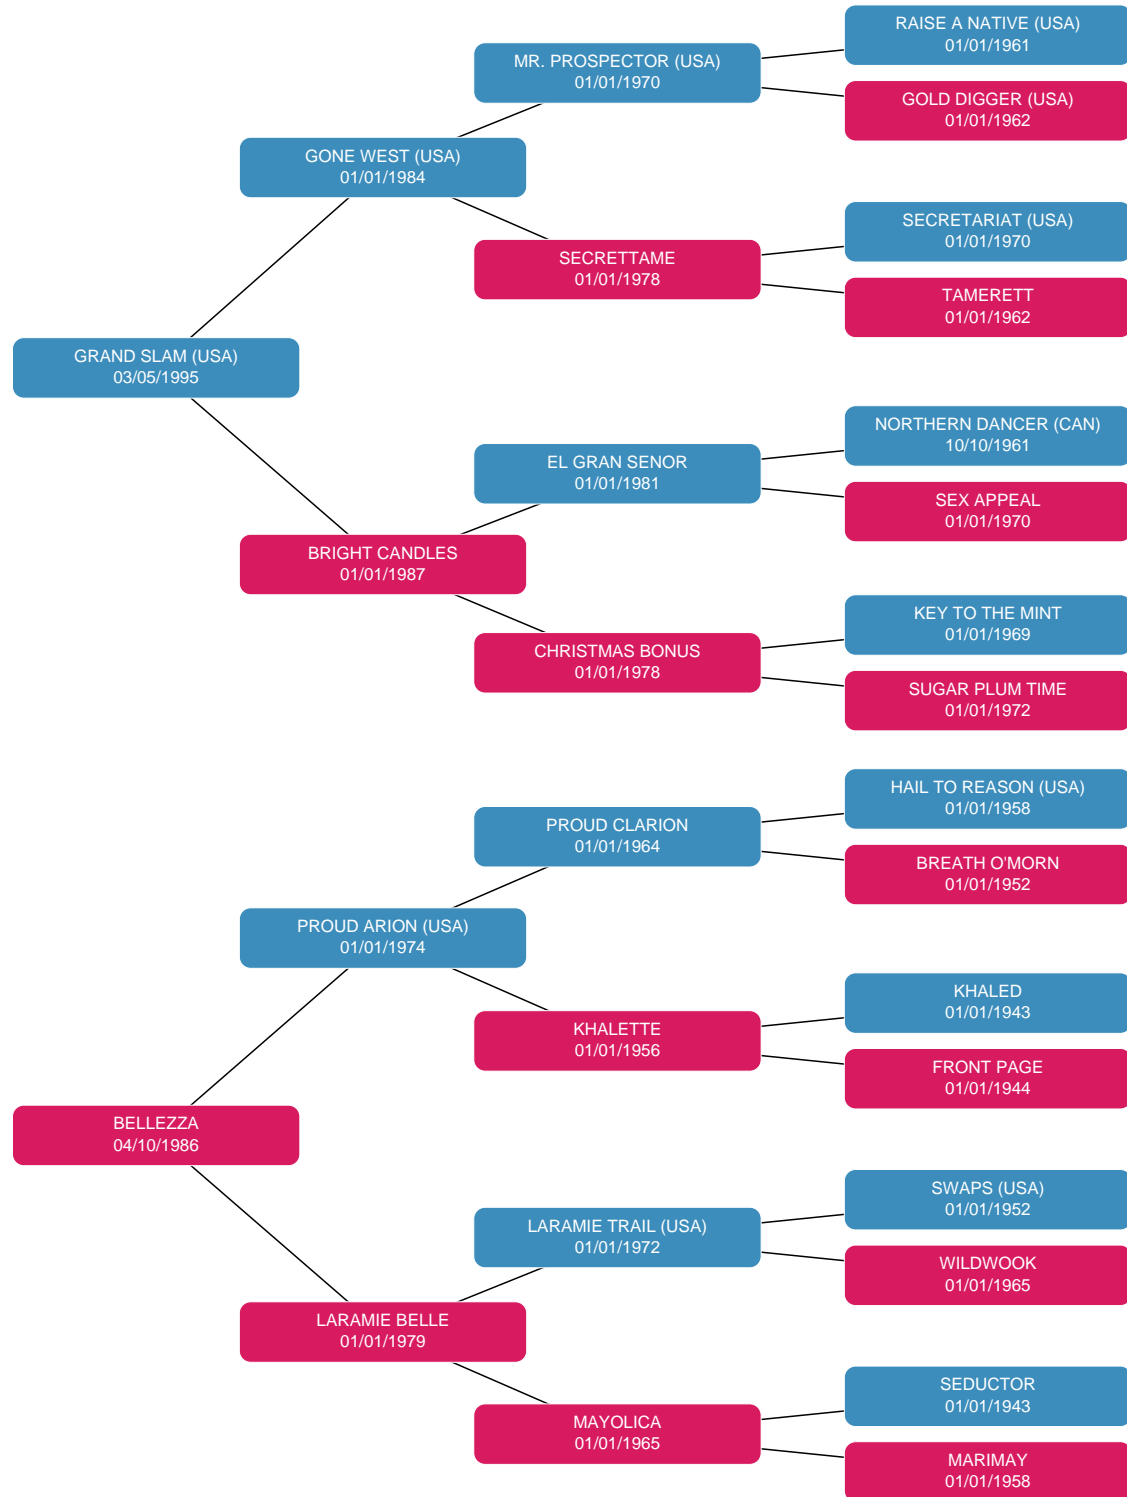 RAISE A NATIVE (USA)
01/01/1961
MR. PROSPECTOR (USA)
01/01/1970
GOLD DIGGER (USA)
01/01/1962
GONE WEST (USA)
01/01/1984
SECRETARIAT (USA)
01/01/1970
SECRETTAME
01/01/1978
TAMERETT
01/01/1962
GRAND SLAM (USA)
03/05/1995
NORTHERN DANCER (CAN)
10/10/1961
EL GRAN SENOR
01/01/1981
SEX APPEAL
01/01/1970
BRIGHT CANDLES
01/01/1987
KEY TO THE MINT
01/01/1969
CHRISTMAS BONUS
01/01/1978
SUGAR PLUM TIME
01/01/1972
HAIL TO REASON (USA)
01/01/1958
PROUD CLARION
01/01/1964
BREATH O'MORN
01/01/1952
PROUD ARION (USA)
01/01/1974
KHALED
01/01/1943
KHALETTE
01/01/1956
FRONT PAGE
01/01/1944
BELLEZZA
04/10/1986
SWAPS (USA)
01/01/1952
LARAMIE TRAIL (USA)
01/01/1972
WILDWOOK
01/01/1965
LARAMIE BELLE
01/01/1979
SEDUCTOR
01/01/1943
MAYOLICA
01/01/1965
MARIMAY
01/01/1958